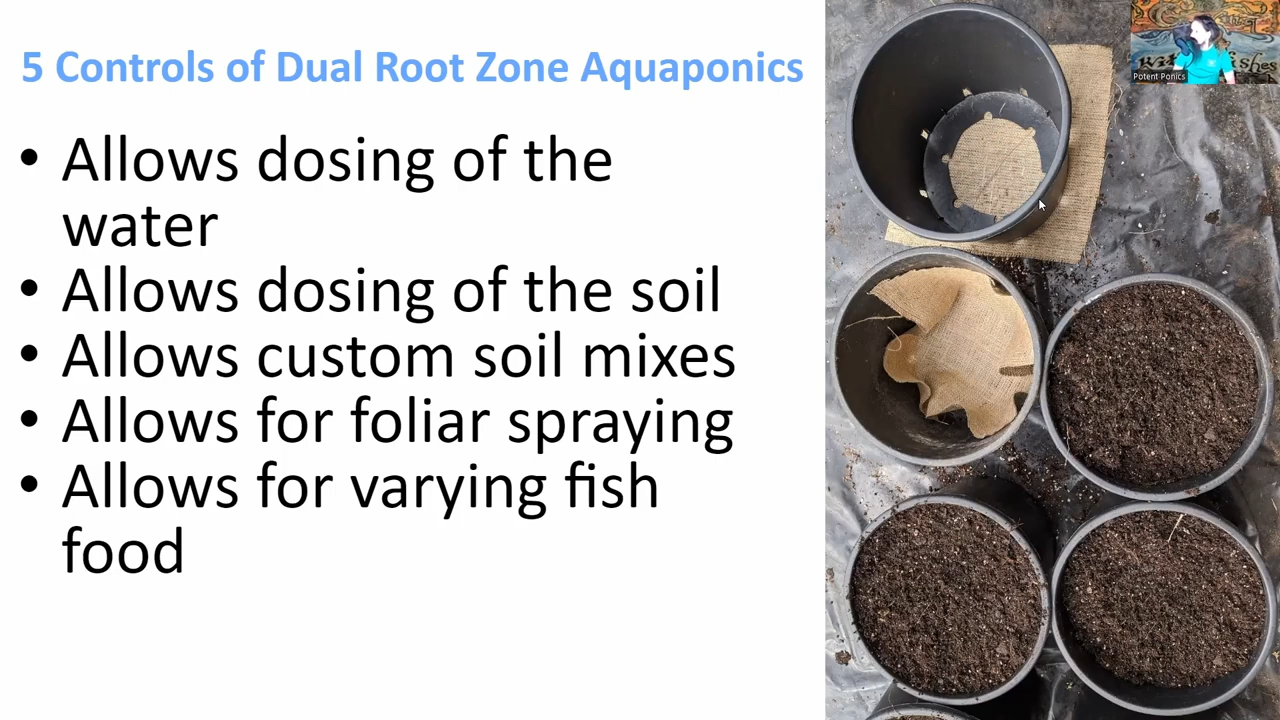 5 Controls of Dual Root Zone Aquaponics
• Allows dosing of the
water
• Allows dosing of the soil
• Allows custom soil mixes
• Allows for foliar spraying
• Allows for varying fish
food
Potent Ponics